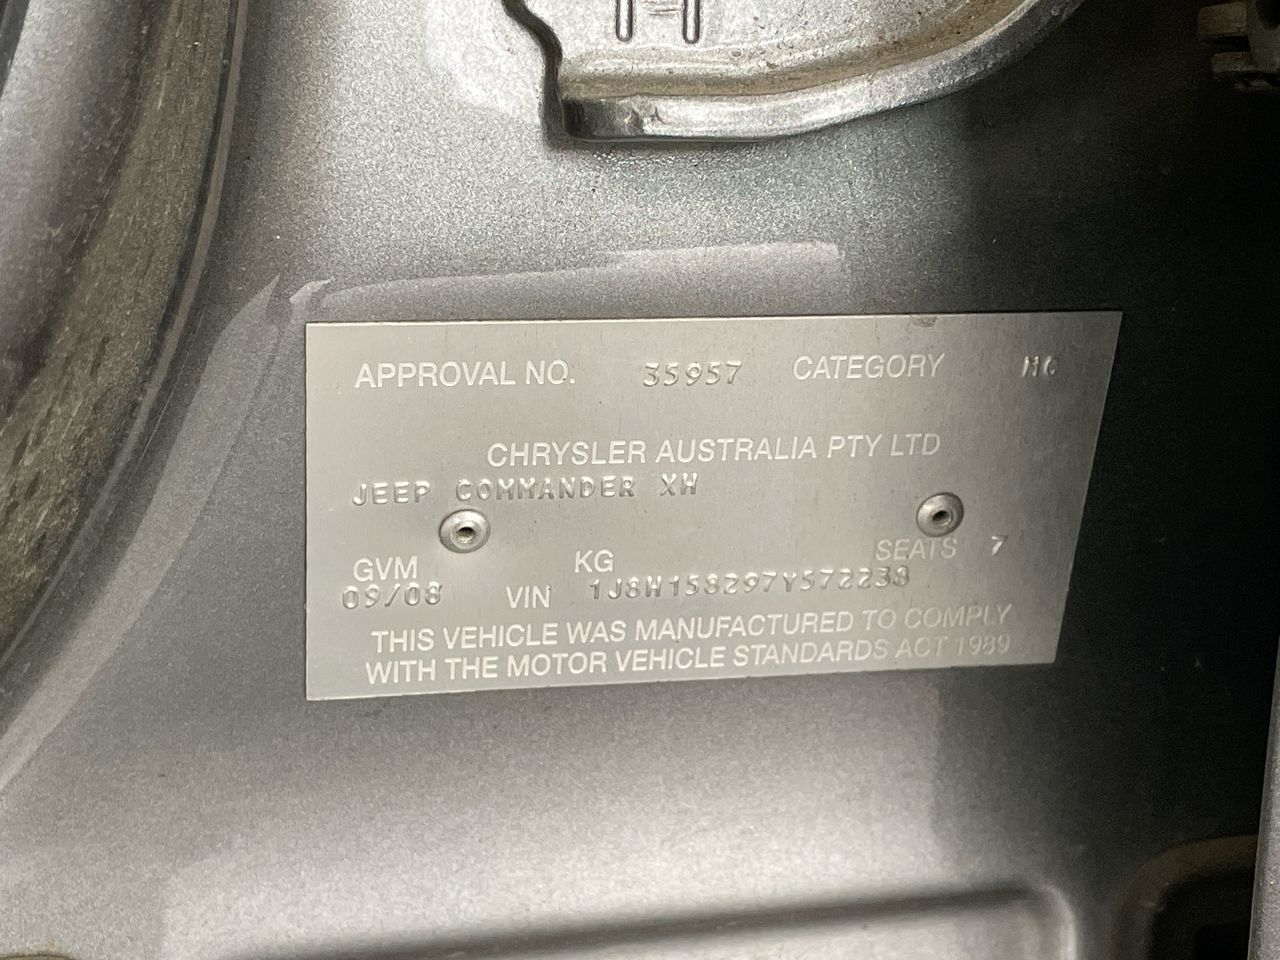 APPROVAL NO. 35957 CATEGORY MC
CHRYSLER AUSTRALIA PTY LTD
JEEP COMMANDER XH
GVM KG SEATS 7
09/08 VIN 1J8H158297Y572238
THIS VEHICLE WAS MANUFACTURED TO COMPLY
WITH THE MOTOR VEHICLE STANDARDS ACT 1989